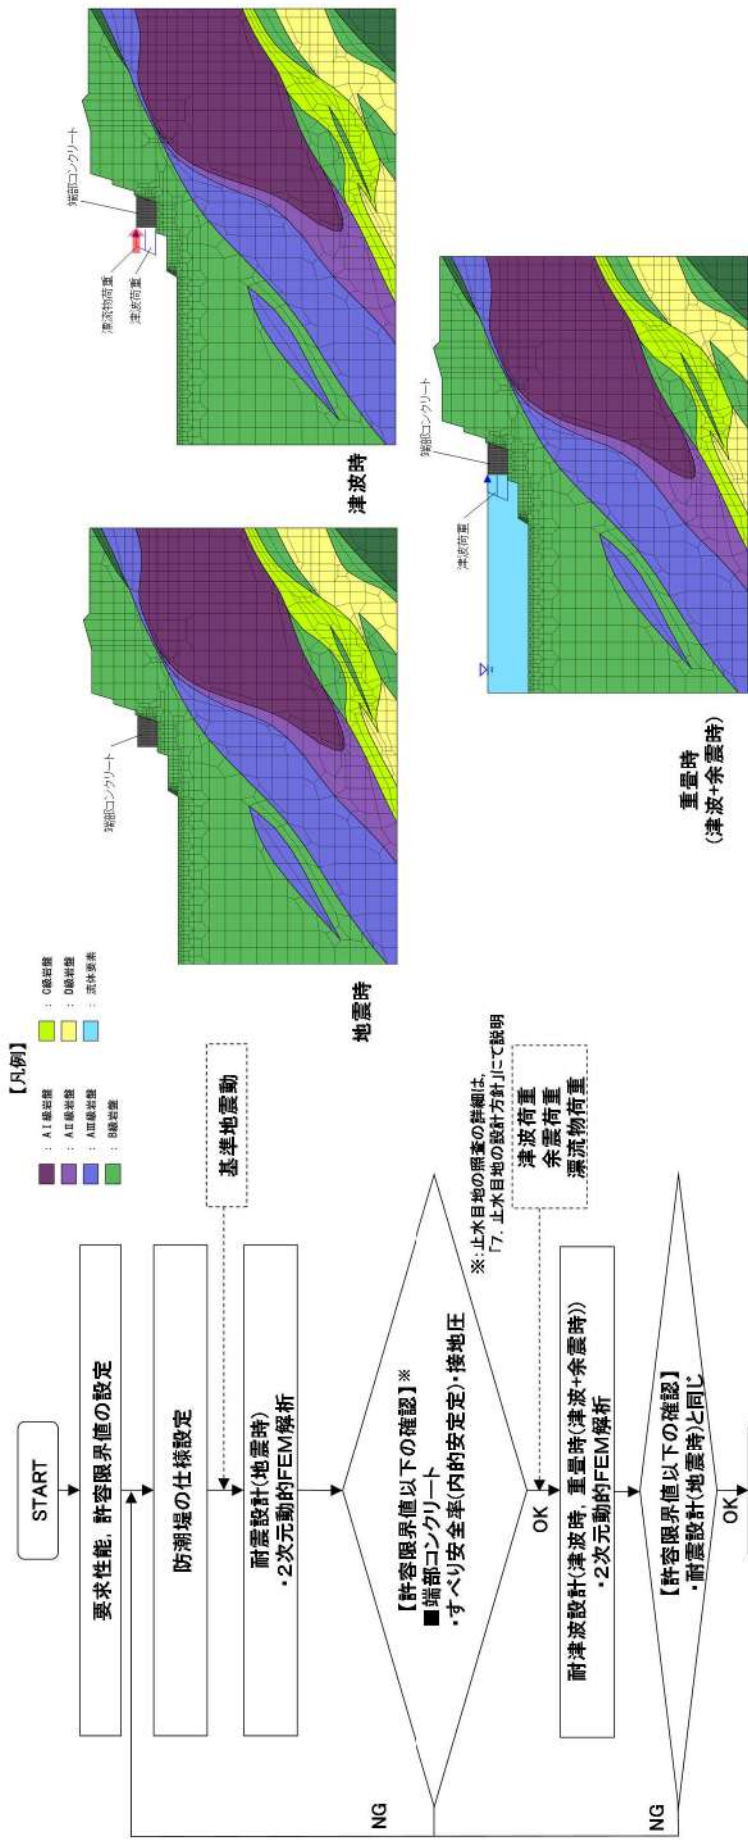 START
要求性能，許容限界値の設定
防潮堤の仕様設定
基準地震動
耐震設計(地震時)
・2次元動的FEM解析
【許容限界値以下の確認】※
■端部コンクリート
・すべり安全率(内的安定定)・接地圧
※：止水目地の照査の詳細は，
「7．止水目地の設計方針」にて説明
NG
OK
津波荷重
余震荷重
漂流物荷重
耐津波設計(津波時，重畳時(津波+余震時))
・2次元動的FEM解析
【許容限界値以下の確認】
・耐震設計(地震時)と同じ
NG
OK
【凡例】
：AⅠ級岩盤
：AⅡ級岩盤
：AⅢ級岩盤
：B級岩盤
：C級岩盤
：D級岩盤
：流体要素
端部コンクリート
地震時
端部コンクリート
漂流物荷重
津波荷重
津波時
端部コンクリート
津波荷重
重畳時
(津波+余震時)